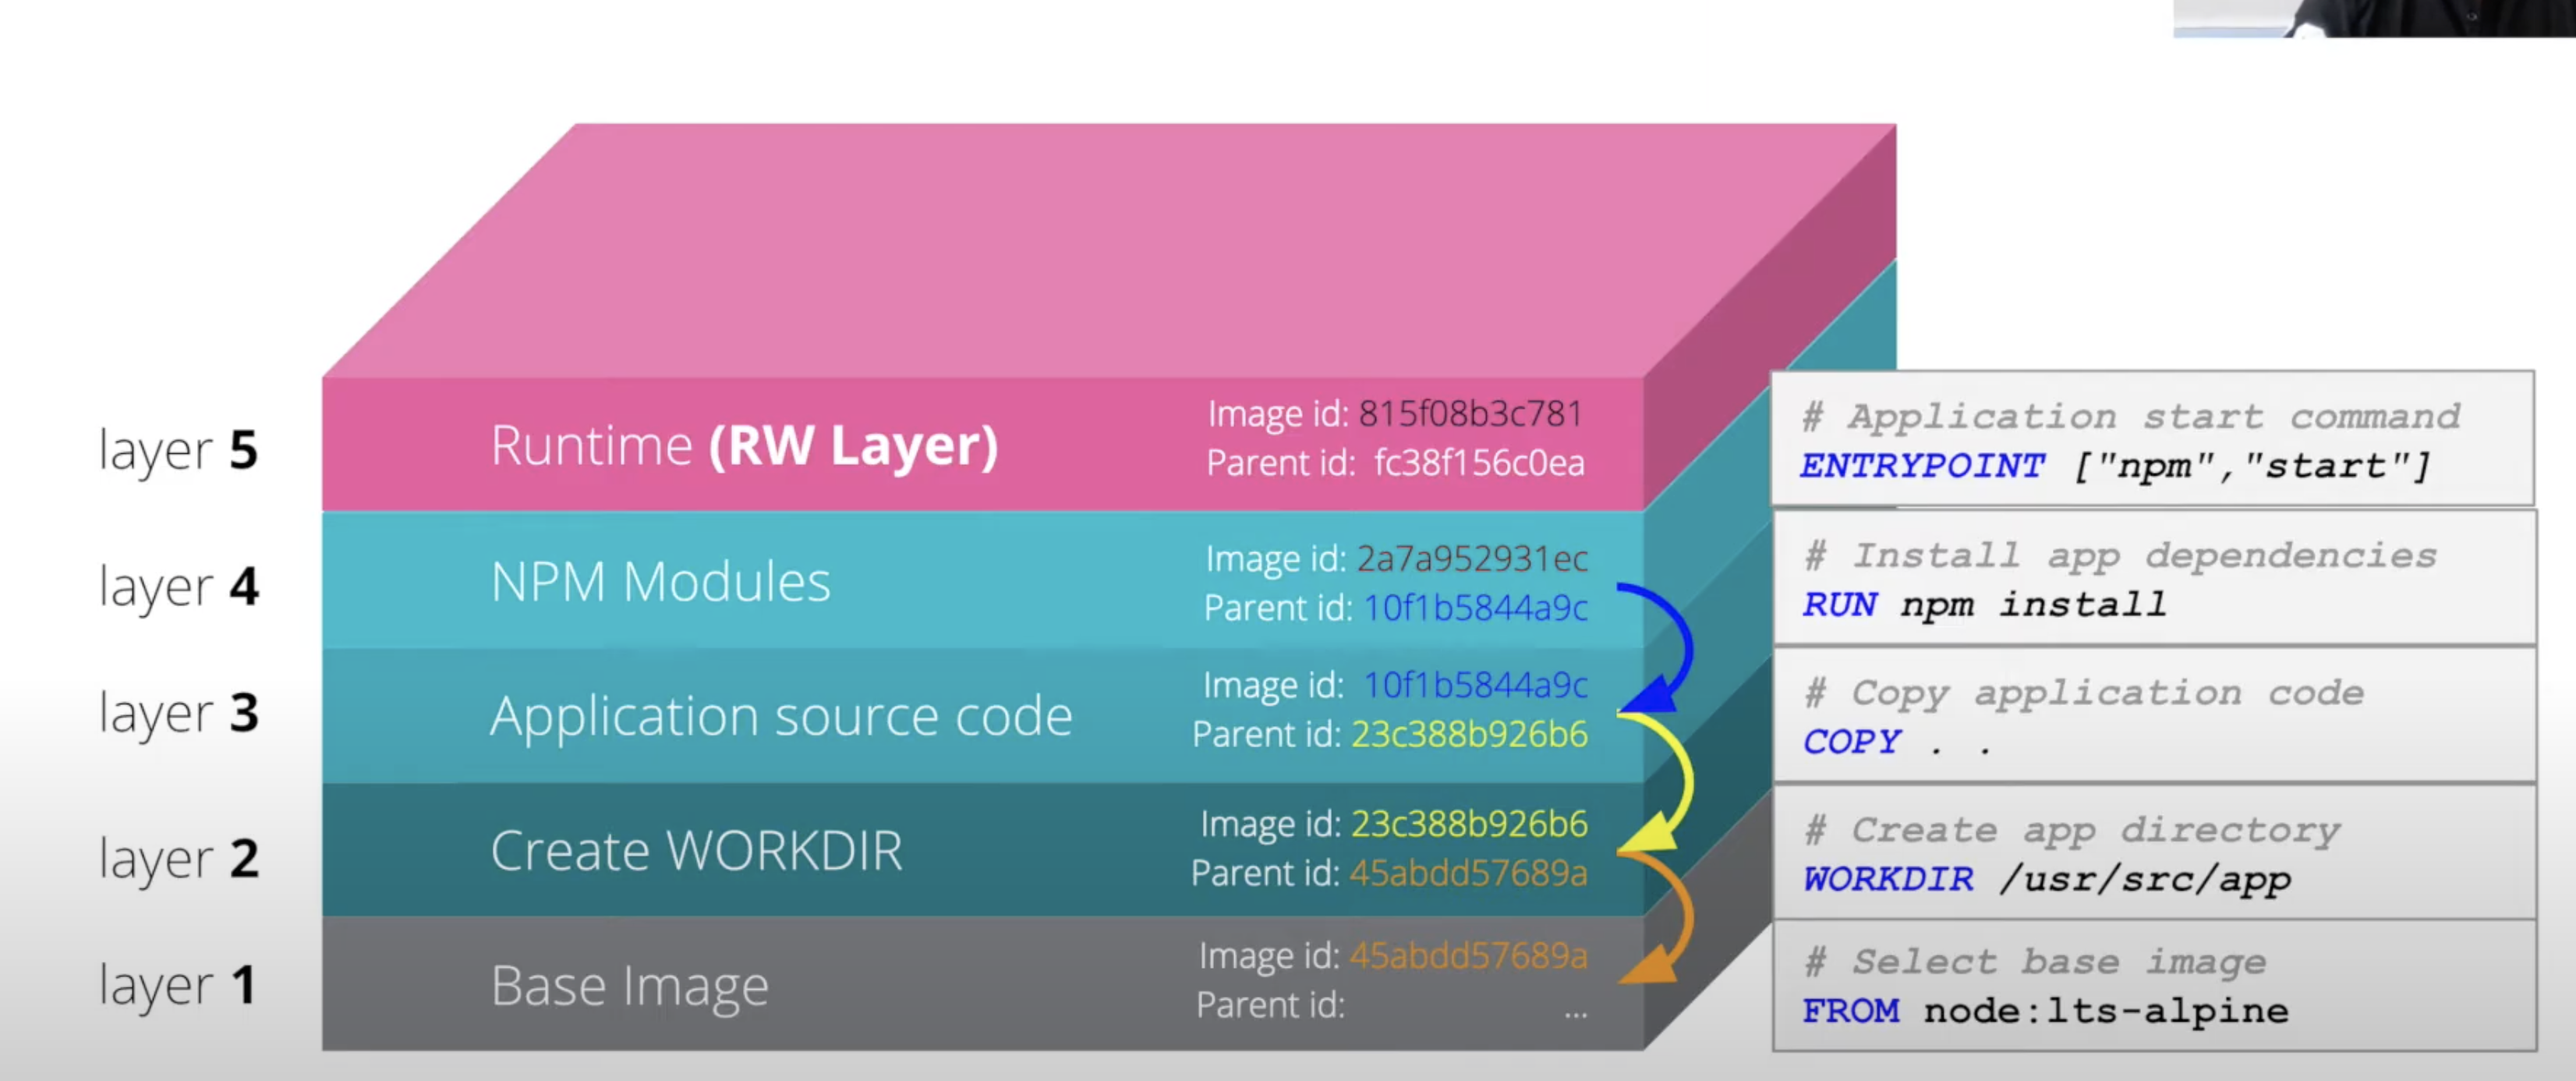 layer 5
Runtime (RW Layer)
Image id: 815f08b3c781
Parent id: fc38f156c0ea
# Application start command
ENTRYPOINT ["npm","start"]
layer 4
NPM Modules
Image id: 2a7a952931ec
Parent id: 10f1b5844a9c
# Install app dependencies
RUN npm install
layer 3
Application source code
Image id: 10f1b5844a9c
Parent id: 23c388b926b6
# Copy application code
COPY . .
layer 2
Create WORKDIR
Image id: 23c388b926b6
Parent id: 45abdd57689a
# Create app directory
WORKDIR /usr/src/app
layer 1
Base Image
Image id: 45abdd57689a
Parent id: ...
# Select base image
FROM node:lts-alpine